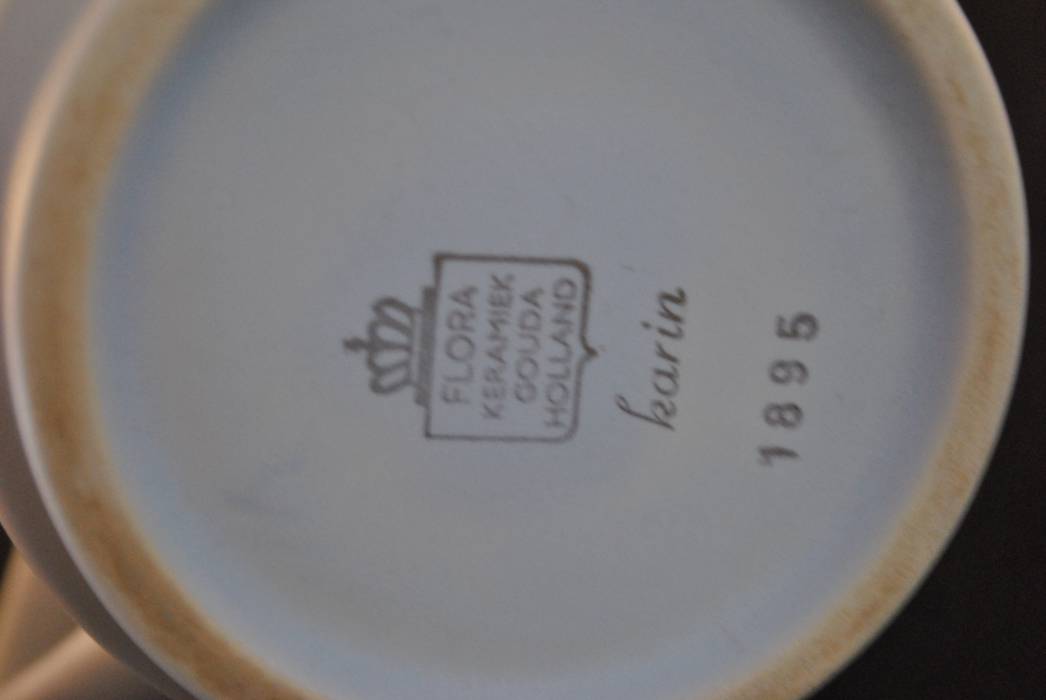 FLORA
KERAMIEK
GOUDA
HOLLAND
karin
1895